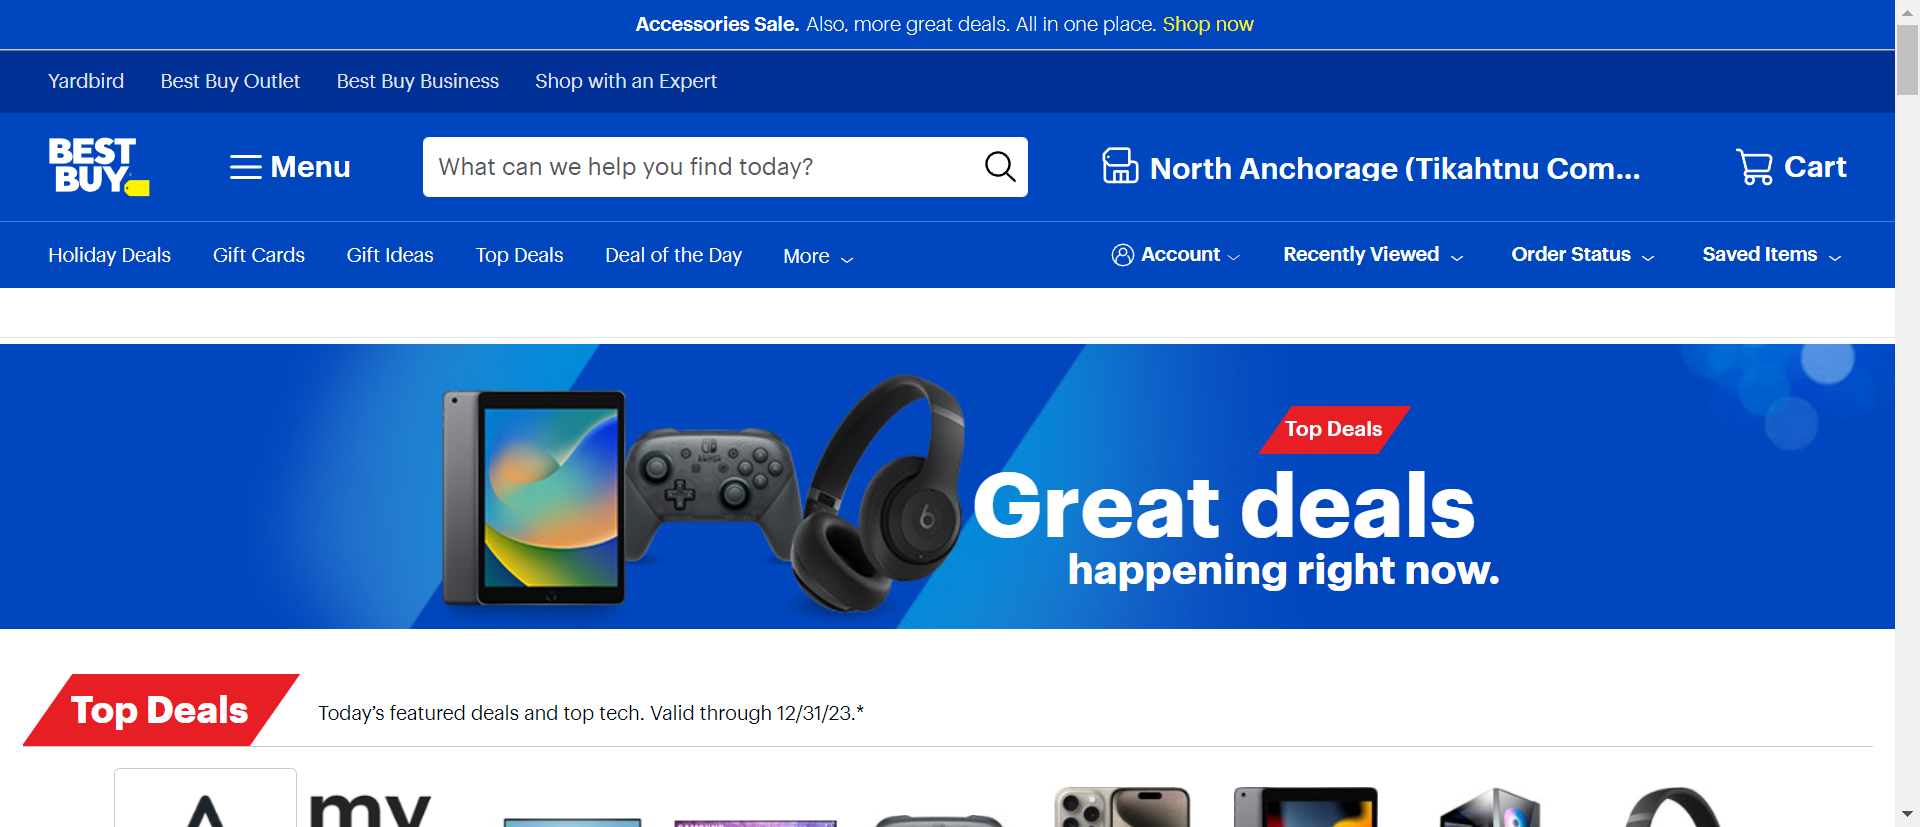 Accessories Sale. Also, more great deals. All in one place. Shop now
Yardbird Best Buy Outlet Best Buy Business Shop with an Expert
BEST BUY
Menu
What can we help you find today?
North Anchorage (Tikahtnu Com...
Cart
Holiday Deals Gift Cards Gift Ideas Top Deals Deal of the Day More
Account Recently Viewed Order Status Saved Items
Top Deals
Great deals
happening right now.
Top Deals
Today's featured deals and top tech. Valid through 12/31/23.*
my